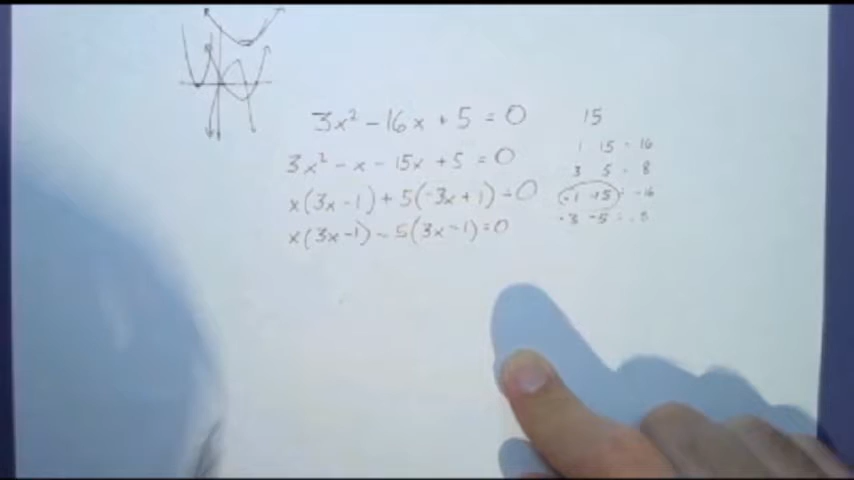 3x² - 16x + 5 = 0
15
1 15 = 16
3x² - x - 15x + 5 = 0
3 5 = 8
x(3x-1) + 5(-3x+1) = 0
-1 -15 = -16
-3 -5 = -8
x(3x-1) - 5(3x-1) = 0